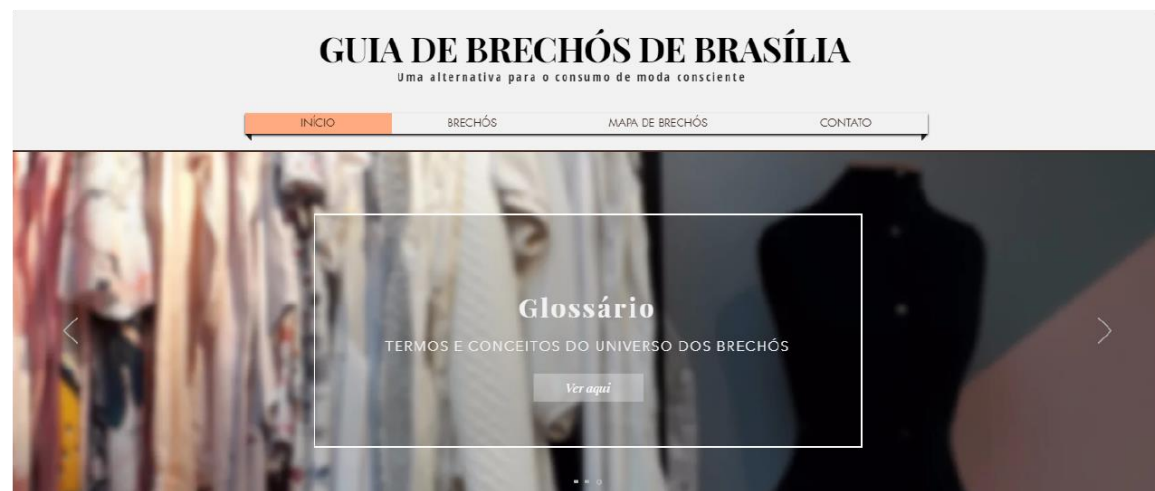 GUIA DE BRECHÓS DE BRASÍLIA
Uma alternativa para o consumo de moda consciente
INÍCIO BRECHÓS MAPA DE BRECHÓS CONTATO
Glossário
TERMOS E CONCEITOS DO UNIVERSO DOS BRECHÓS
Ver aqui